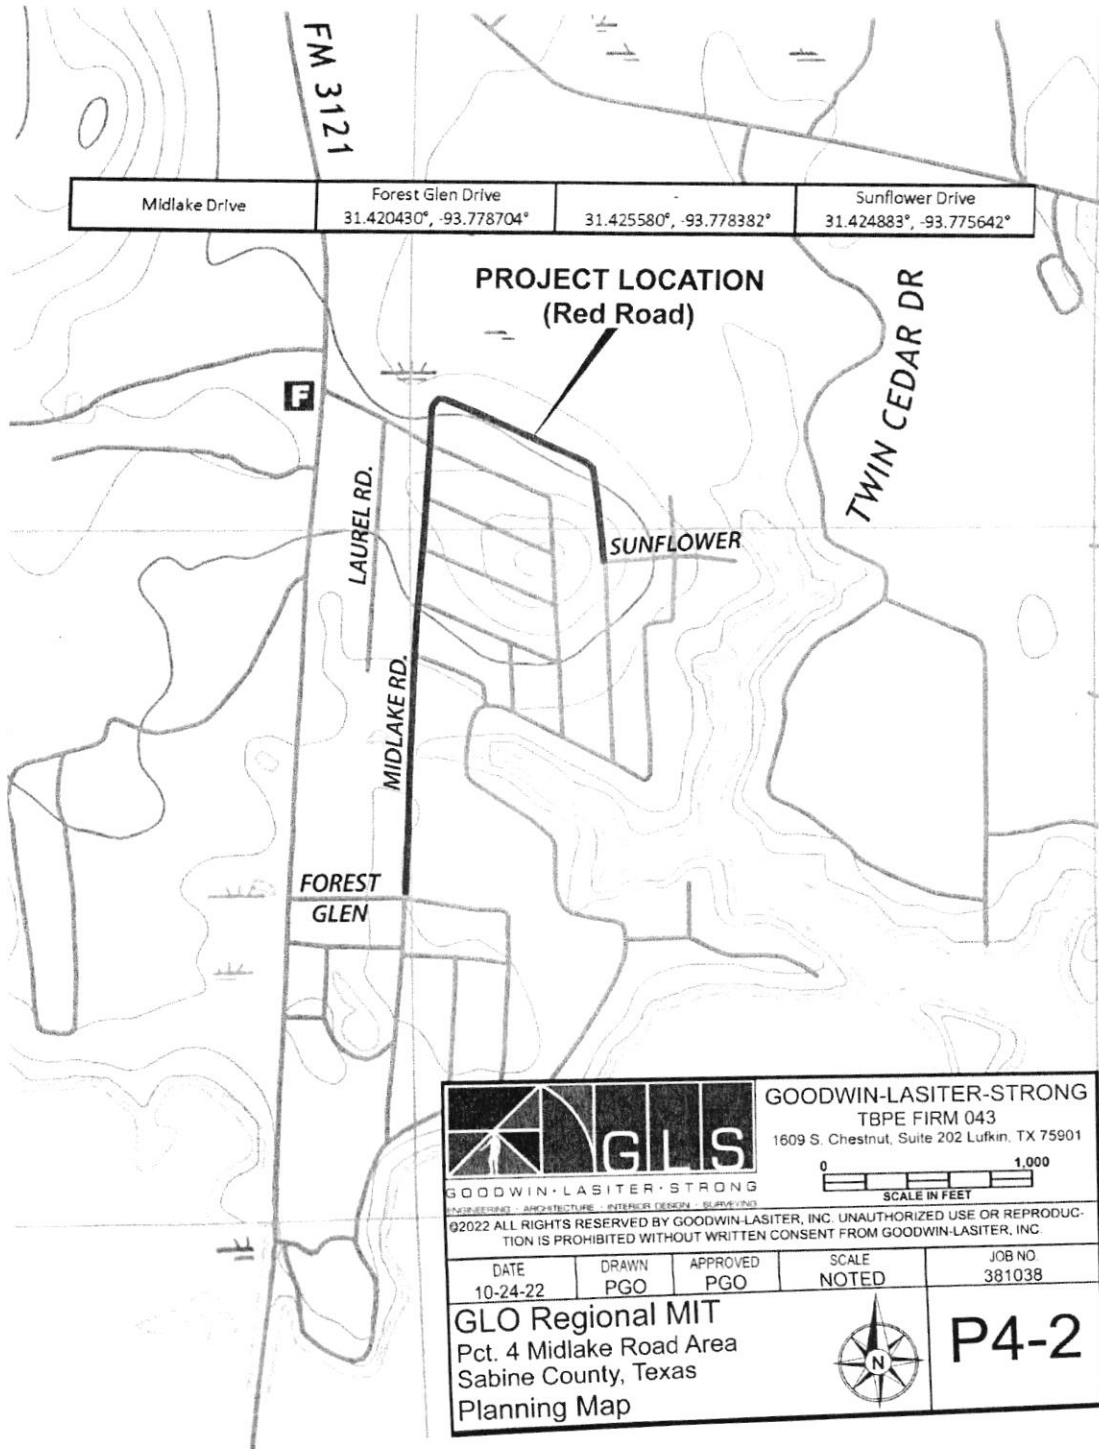 FM 3121
Midlake Drive
Forest Glen Drive
31.420430°, -93.778704°
-
31.425580°, -93.778382°
Sunflower Drive
31.424883°, -93.775642°
PROJECT LOCATION
(Red Road)
TWIN CEDAR DR
F
LAUREL RD.
SUNFLOWER
MIDLAKE RD.
FOREST
GLEN
GLS
GOODWIN·LASITER·STRONG
ENGINEERING · ARCHITECTURE · INTERIOR DESIGN · SURVEYING
GOODWIN-LASITER-STRONG
TBPE FIRM 043
1609 S. Chestnut, Suite 202 Lufkin, TX 75901
0 1,000
SCALE IN FEET
©2022 ALL RIGHTS RESERVED BY GOODWIN-LASITER, INC. UNAUTHORIZED USE OR REPRODUC-
TION IS PROHIBITED WITHOUT WRITTEN CONSENT FROM GOODWIN-LASITER, INC.
DATE
10-24-22
DRAWN
PGO
APPROVED
PGO
SCALE
NOTED
JOB NO.
381038
GLO Regional MIT
Pct. 4 Midlake Road Area
Sabine County, Texas
Planning Map
N
P4-2